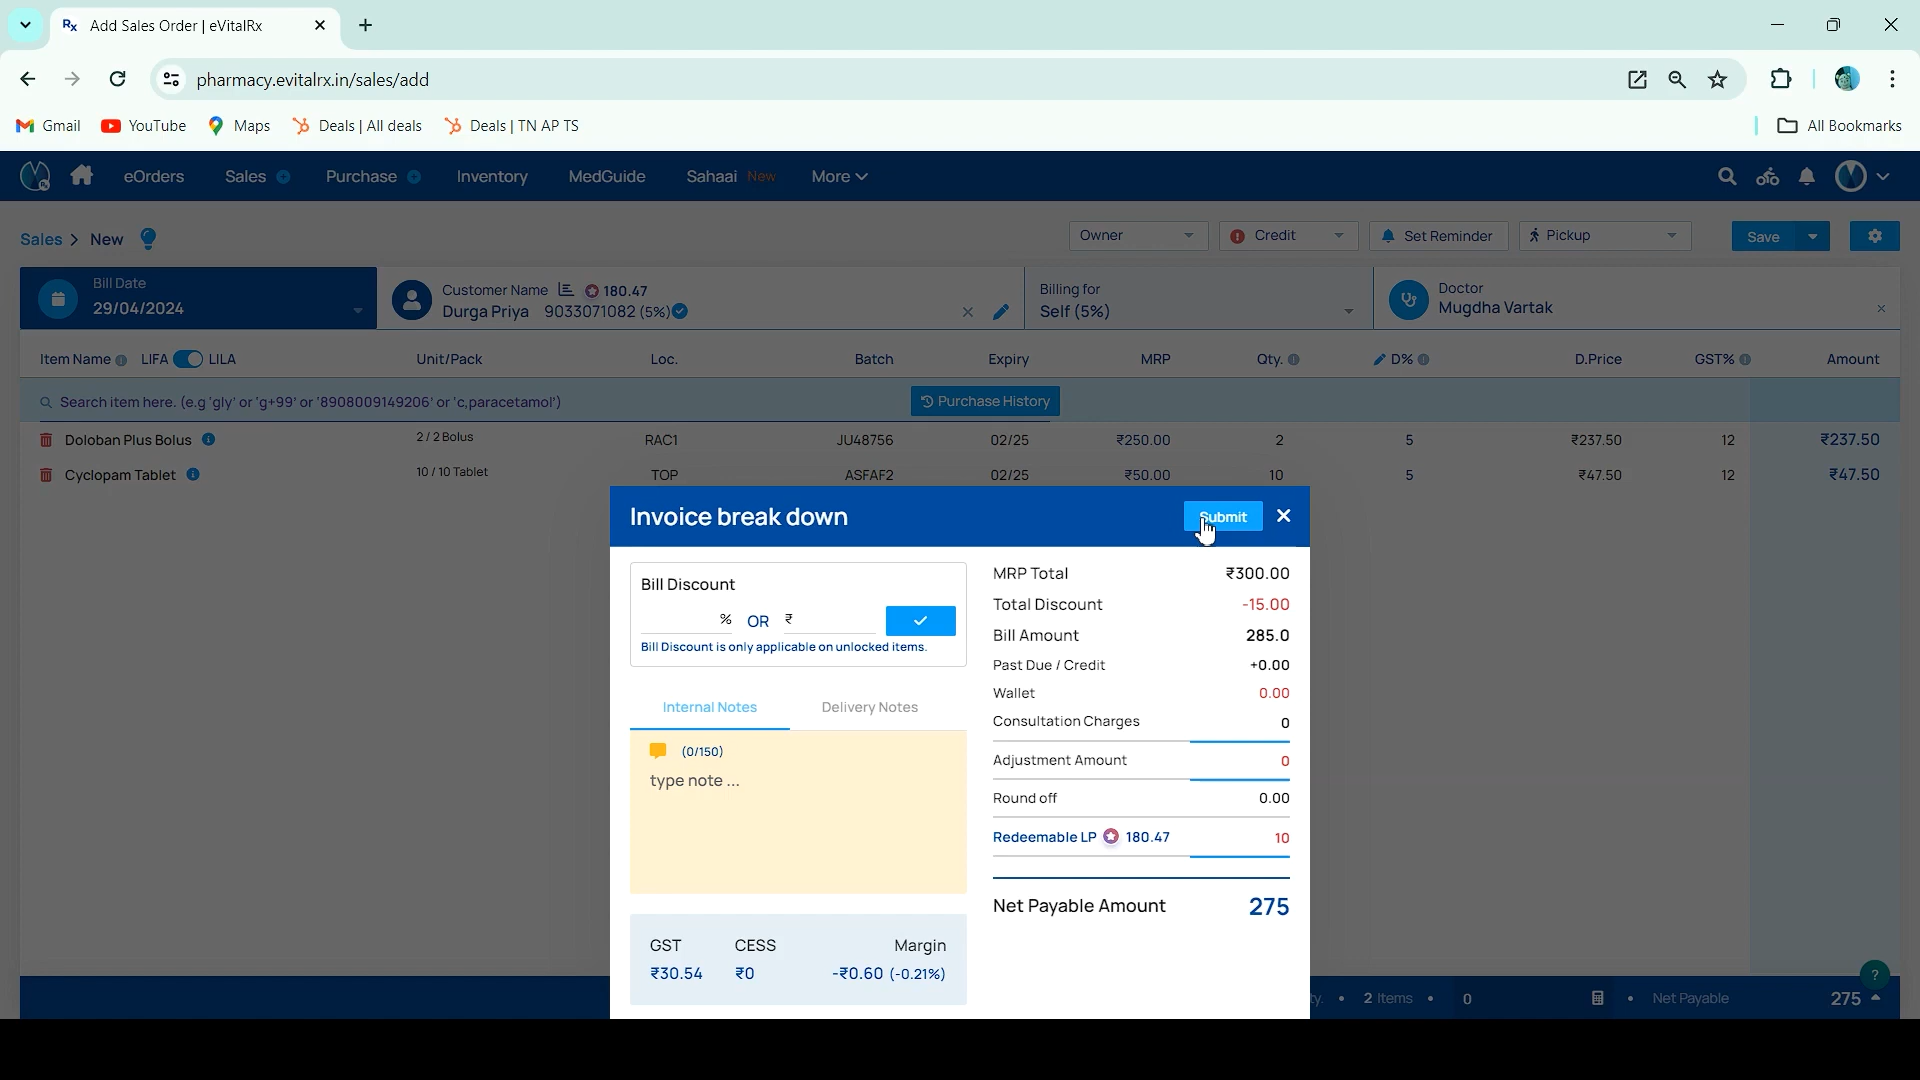 Rx Add Sales Order | eVitalRx
pharmacy.evitalrx.in/sales/add
Gmail YouTube Maps Deals | All deals Deals | TN AP TS All Bookmarks
eOrders Sales Purchase Inventory MedGuide Sahaai New More
Sales > New Owner Credit Set Reminder Pickup Save
Bill Date
29/04/2024
Customer Name 180.47
Durga Priya 9033071082 (5%)
Billing for
Self (5%)
Doctor
Mugdha Vartak
Item Name LIFA LILA Unit/Pack Loc. Batch Expiry MRP Qty. D% D.Price GST% Amount
Search item here. (e.g 'gly' or 'g+99' or '8908009149206' or 'c,paracetamol') Purchase History
Doloban Plus Bolus 2 / 2 Bolus RAC1 JU48756 02/25 ₹250.00 2 5 ₹237.50 12 ₹237.50
Cyclopam Tablet 10 / 10 Tablet TOP ASFAF2 02/25 ₹50.00 10 5 ₹47.50 12 ₹47.50
Invoice break down Submit
Bill Discount
% OR ₹
Bill Discount is only applicable on unlocked items.
Internal Notes Delivery Notes
(0/150)
type note ...
GST CESS Margin
₹30.54 ₹0 -₹0.60 (-0.21%)
MRP Total ₹300.00
Total Discount -15.00
Bill Amount 285.0
Past Due / Credit +0.00
Wallet 0.00
Consultation Charges 0
Adjustment Amount 0
Round off 0.00
Redeemable LP 180.47 10
Net Payable Amount 275
?
• 2 Items • 0 • Net Payable 275